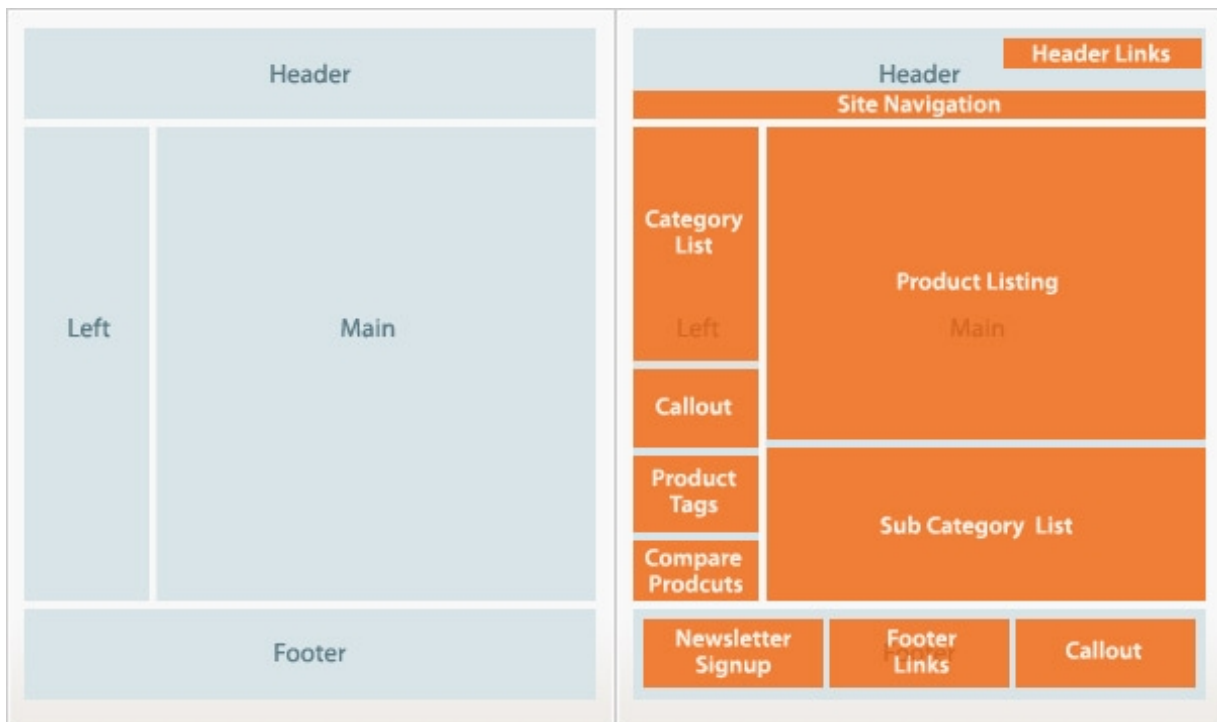 Header
Left
Main
Footer
Header Links
Header
Site Navigation
Category
List
Left
Callout
Product
Tags
Compare
Prodcuts
Product Listing
Main
Sub Category List
Newsletter
Signup
Footer
Links
Footer
Callout